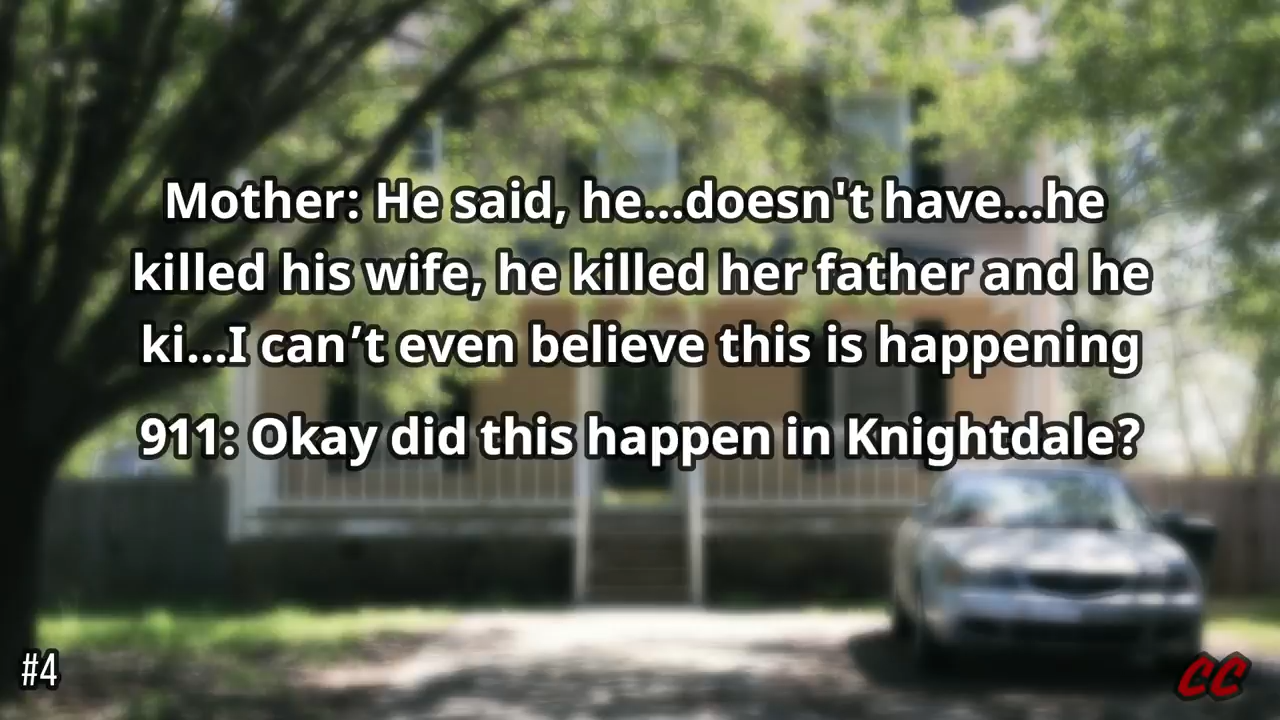 Mother: He said, he...doesn't have...he
killed his wife, he killed her father and he
ki...I can’t even believe this is happening
911: Okay did this happen in Knightdale?
#4
CC